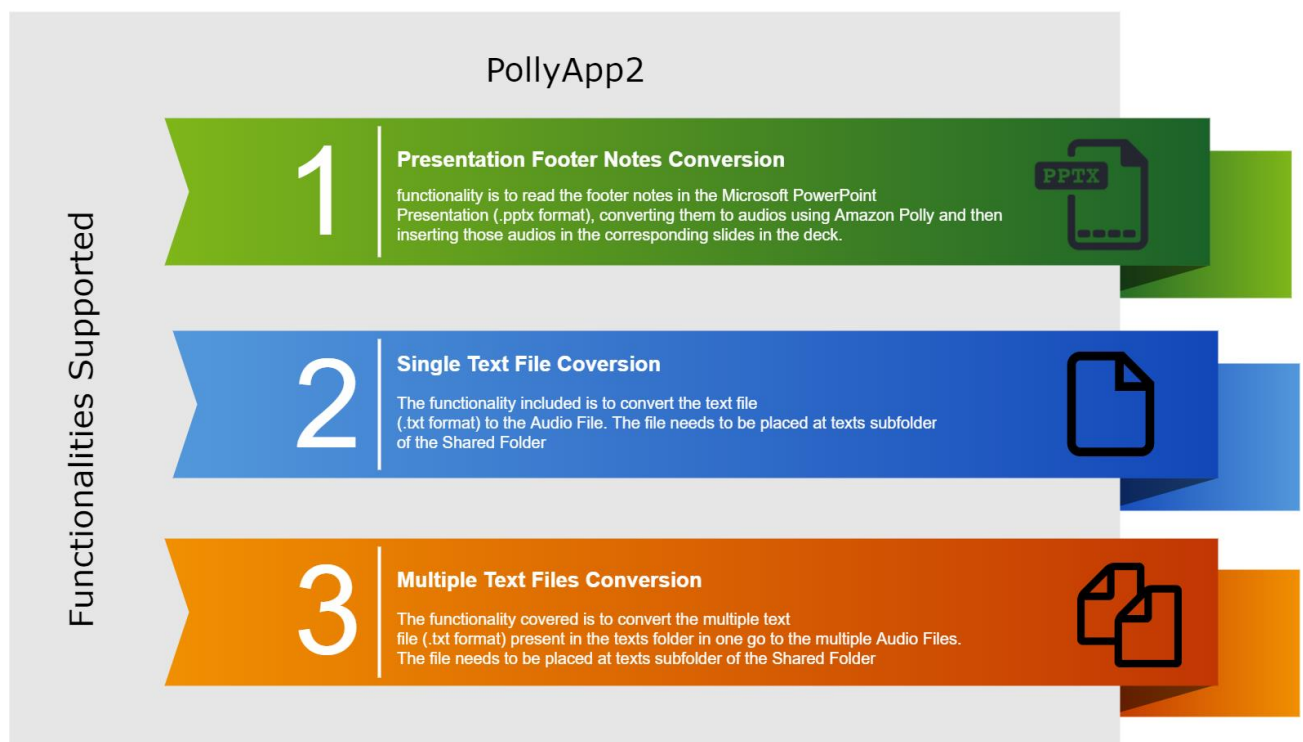 PollyApp2
Functionalities Supported
1
Presentation Footer Notes Conversion
functionality is to read the footer notes in the Microsoft PowerPoint
Presentation (.pptx format), converting them to audios using Amazon Polly and then
inserting those audios in the corresponding slides in the deck.
PPTX
2
Single Text File Coversion
The functionality included is to convert the text file
(.txt format) to the Audio File. The file needs to be placed at texts subfolder
of the Shared Folder
3
Multiple Text Files Conversion
The functionality covered is to convert the multiple text
file (.txt format) present in the texts folder in one go to the multiple Audio Files.
The file needs to be placed at texts subfolder of the Shared Folder